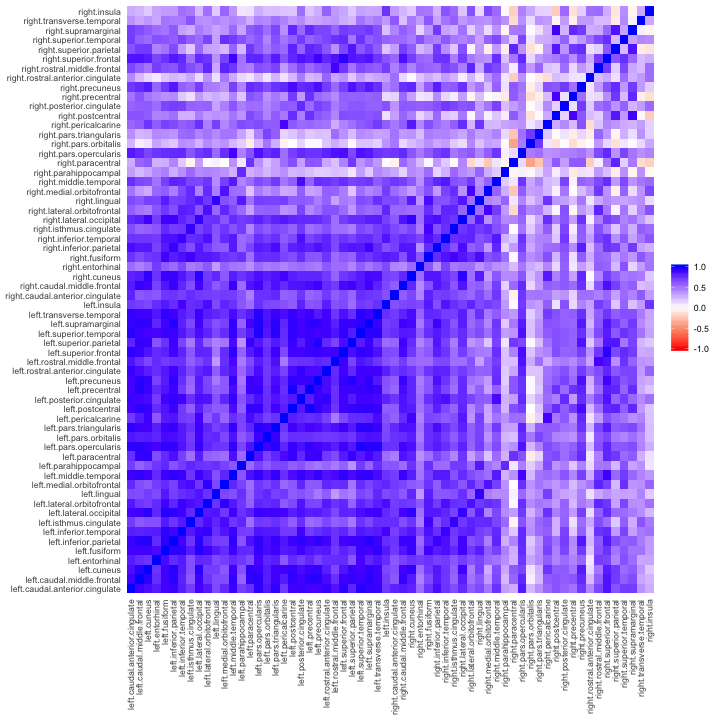 right.insula
right.transverse.temporal
right.supramarginal
right.superior.temporal
right.superior.parietal
right.superior.frontal
right.rostral.middle.frontal
right.rostral.anterior.cingulate
right.precuneus
right.precentral
right.posterior.cingulate
right.postcentral
right.pericalcarine
right.pars.triangularis
right.pars.orbitalis
right.pars.opercularis
right.paracentral
right.parahippocampal
right.middle.temporal
right.medial.orbitofrontal
right.lingual
right.lateral.orbitofrontal
right.lateral.occipital
right.isthmus.cingulate
right.inferior.temporal
right.inferior.parietal
right.fusiform
right.entorhinal
right.cuneus
right.caudal.middle.frontal
right.caudal.anterior.cingulate
left.insula
left.transverse.temporal
left.supramarginal
left.superior.temporal
left.superior.parietal
left.superior.frontal
left.rostral.middle.frontal
left.rostral.anterior.cingulate
left.precuneus
left.precentral
left.posterior.cingulate
left.postcentral
left.pericalcarine
left.pars.triangularis
left.pars.orbitalis
left.pars.opercularis
left.paracentral
left.parahippocampal
left.middle.temporal
left.medial.orbitofrontal
left.lingual
left.lateral.orbitofrontal
left.lateral.occipital
left.isthmus.cingulate
left.inferior.temporal
left.inferior.parietal
left.fusiform
left.entorhinal
left.cuneus
left.caudal.middle.frontal
left.caudal.anterior.cingulate
1.0
0.5
0.0
-0.5
-1.0
left.caudal.anterior.cingulate
left.caudal.middle.frontal
left.cuneus
left.entorhinal
left.fusiform
left.inferior.parietal
left.inferior.temporal
left.isthmus.cingulate
left.lateral.occipital
left.lateral.orbitofrontal
left.lingual
left.medial.orbitofrontal
left.middle.temporal
left.parahippocampal
left.paracentral
left.pars.opercularis
left.pars.orbitalis
left.pars.triangularis
left.pericalcarine
left.postcentral
left.posterior.cingulate
left.precentral
left.precuneus
left.rostral.anterior.cingulate
left.rostral.middle.frontal
left.superior.frontal
left.superior.parietal
left.superior.temporal
left.supramarginal
left.transverse.temporal
left.insula
right.caudal.anterior.cingulate
right.caudal.middle.frontal
right.cuneus
right.entorhinal
right.fusiform
right.inferior.parietal
right.inferior.temporal
right.isthmus.cingulate
right.lateral.occipital
right.lateral.orbitofrontal
right.lingual
right.medial.orbitofrontal
right.middle.temporal
right.parahippocampal
right.paracentral
right.pars.opercularis
right.pars.orbitalis
right.pars.triangularis
right.pericalcarine
right.postcentral
right.posterior.cingulate
right.precentral
right.precuneus
right.rostral.anterior.cingulate
right.rostral.middle.frontal
right.superior.frontal
right.superior.parietal
right.superior.temporal
right.supramarginal
right.transverse.temporal
right.insula